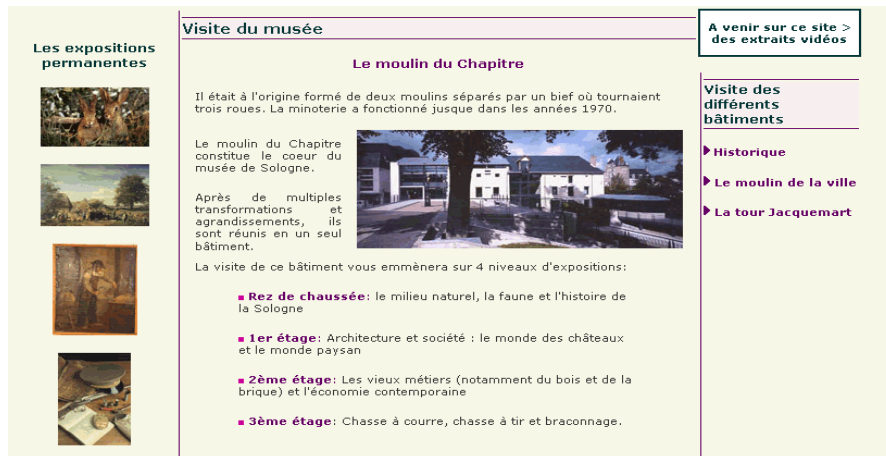 Les expositions
permanentes
Visite du musée
Le moulin du Chapitre
Il était à l'origine formé de deux moulins séparés par un bief où tournaient
trois roues. La minoterie a fonctionné jusque dans les années 1970.
Le moulin du Chapitre
constitue le coeur du
musée de Sologne.
Après de multiples
transformations et
agrandissements, ils
sont réunis en un seul
bâtiment.
La visite de ce bâtiment vous emmènera sur 4 niveaux d'expositions:
Rez de chaussée: le milieu naturel, la faune et l'histoire de
la Sologne
1er étage: Architecture et société : le monde des châteaux
et le monde paysan
2ème étage: Les vieux métiers (notamment du bois et de la
brique) et l'économie contemporaine
3ème étage: Chasse à courre, chasse à tir et braconnage.
A venir sur ce site >
des extraits vidéos
Visite des
différents
bâtiments
Historique
Le moulin de la ville
La tour Jacquemart